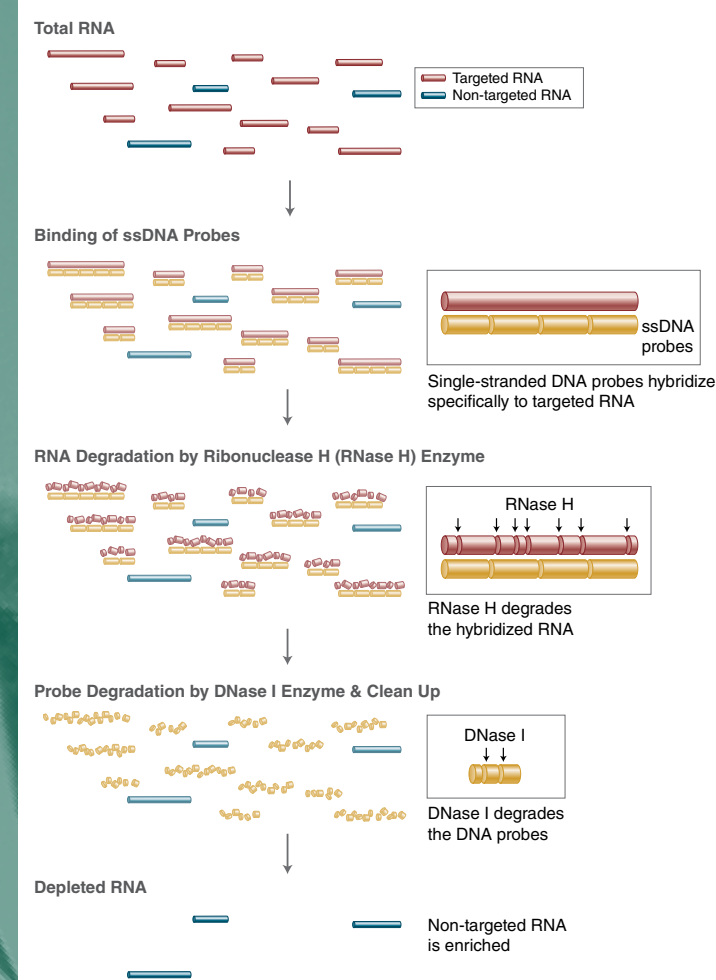 Total RNA
Targeted RNA
Non-targeted RNA
Binding of ssDNA Probes
ssDNA
probes
Single-stranded DNA probes hybridize
specifically to targeted RNA
RNA Degradation by Ribonuclease H (RNase H) Enzyme
RNase H
RNase H degrades
the hybridized RNA
Probe Degradation by DNase I Enzyme & Clean Up
DNase I
DNase I degrades
the DNA probes
Depleted RNA
Non-targeted RNA
is enriched